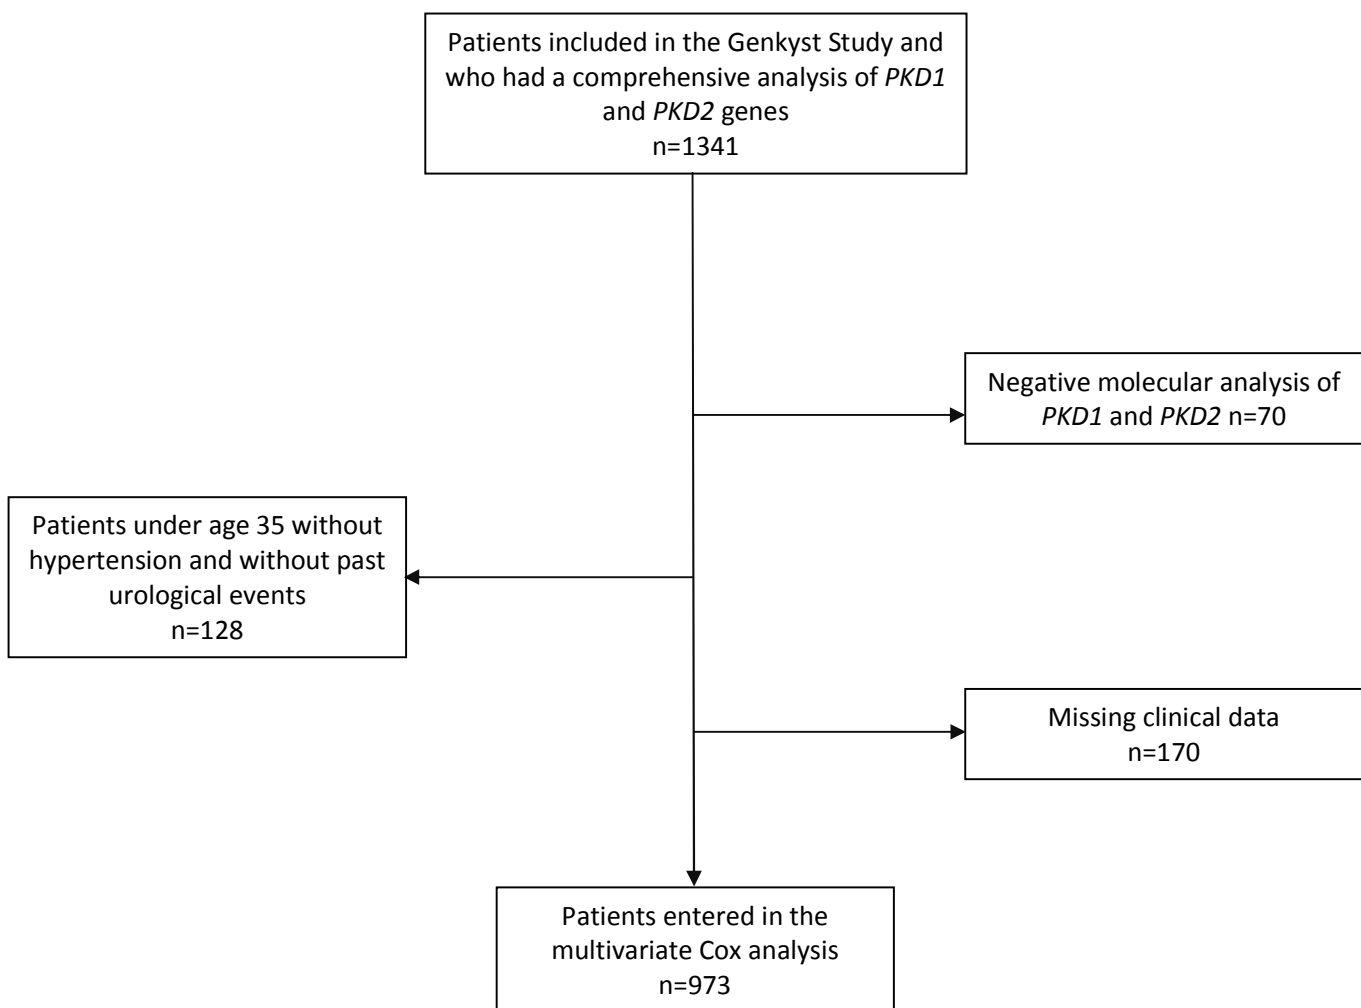 Patients included in the Genkyst Study and
who had a comprehensive analysis of PKD1
and PKD2 genes
n=1341
Negative molecular analysis of
PKD1 and PKD2 n=70
Patients under age 35 without
hypertension and without past
urological events
n=128
Missing clinical data
n=170
Patients entered in the
multivariate Cox analysis
n=973